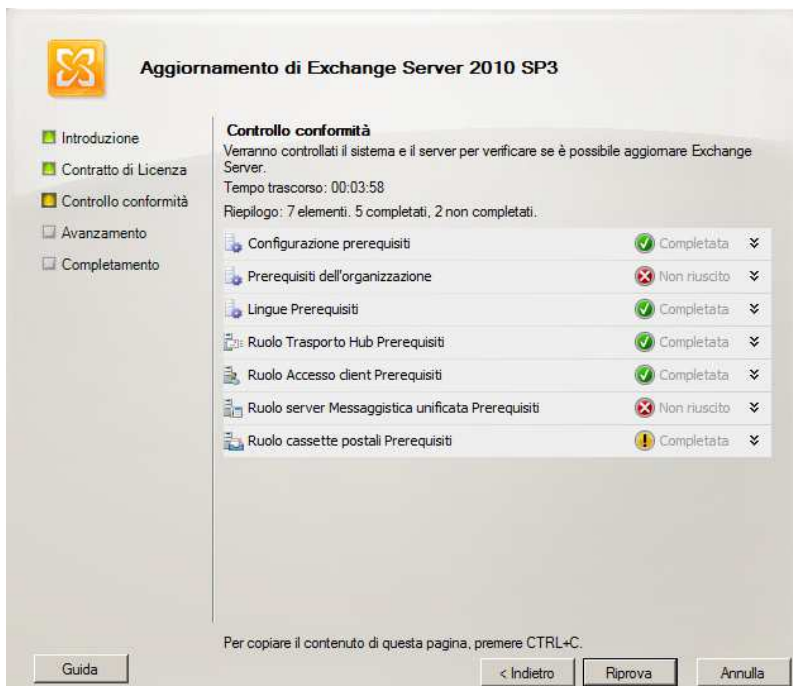 Aggiornamento di Exchange Server 2010 SP3
Introduzione
Contratto di Licenza
Controllo conformità
Avanzamento
Completamento
Controllo conformità
Verranno controllati il sistema e il server per verificare se è possibile aggiornare Exchange
Server.
Tempo trascorso: 00:03:58
Riepilogo: 7 elementi. 5 completati, 2 non completati.
Configurazione prerequisiti Completata
Prerequisiti dell'organizzazione Non riuscito
Lingue Prerequisiti Completata
Ruolo Trasporto Hub Prerequisiti Completata
Ruolo Accesso client Prerequisiti Completata
Ruolo server Messaggistica unificata Prerequisiti Non riuscito
Ruolo cassette postali Prerequisiti Completata
Per copiare il contenuto di questa pagina, premere CTRL+C.
Guida < Indietro Riprova Annulla